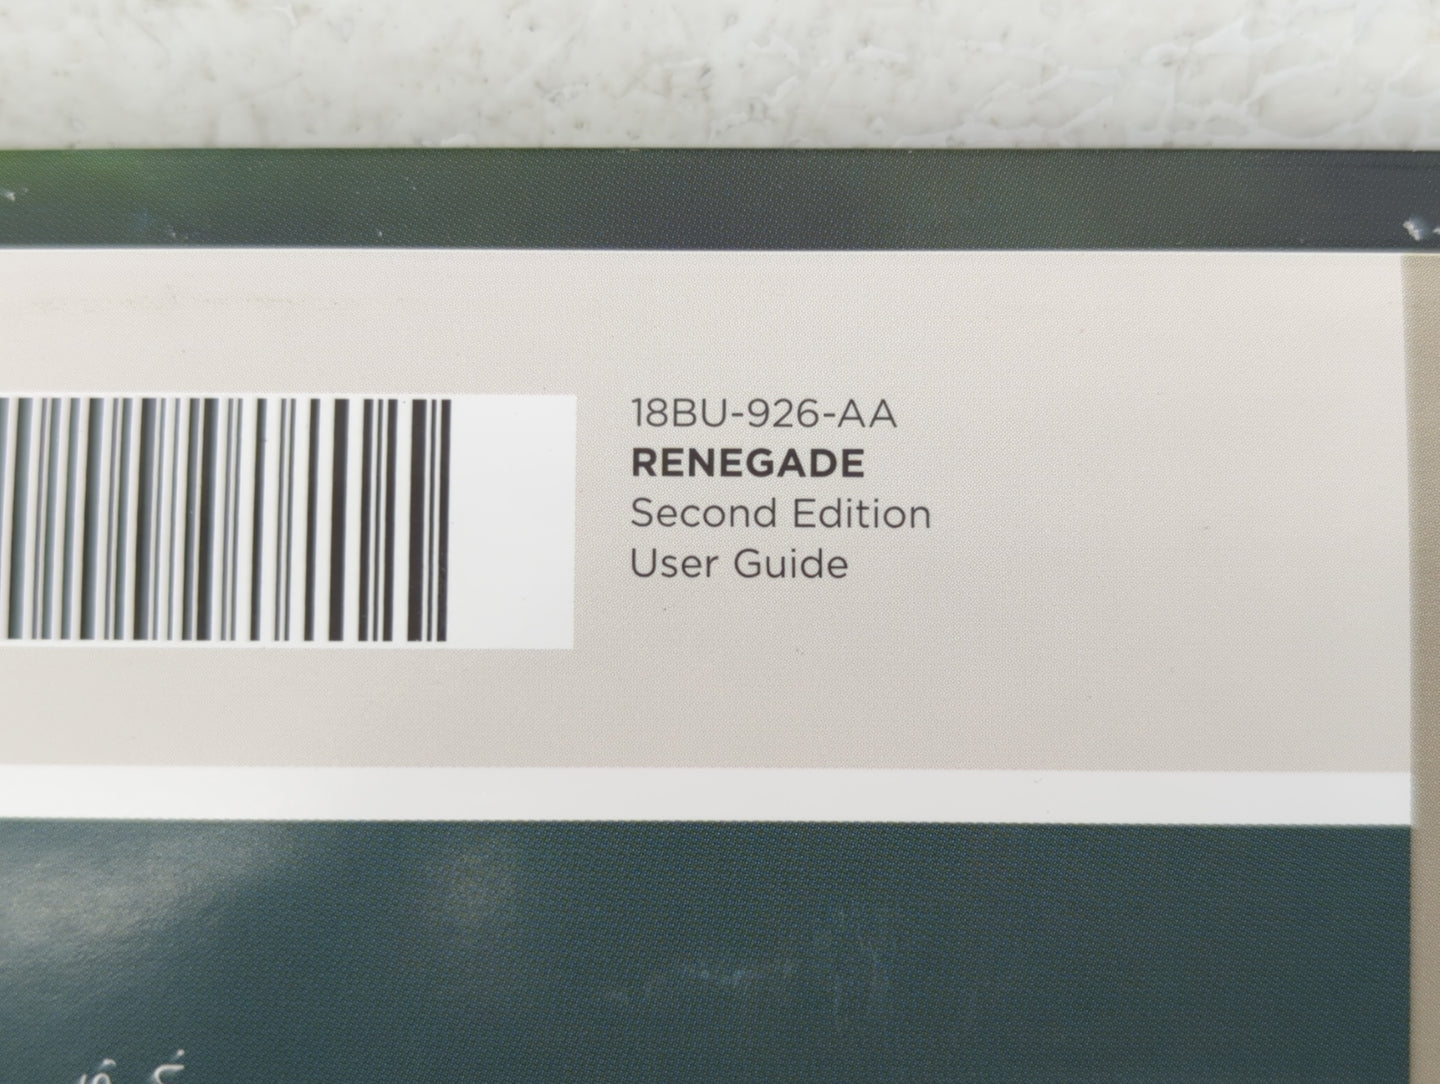 18BU-926-AA
RENEGADE
Second Edition
User Guide